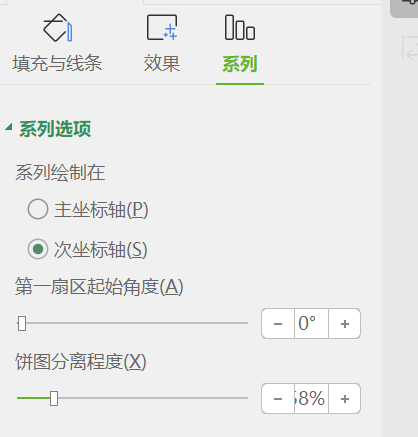 填充与线条 效果 系列
系列选项
系列绘制在
主坐标轴(P)
次坐标轴(S)
第一扇区起始角度(A)
- 0° +
饼图分离程度(X)
- 58% +